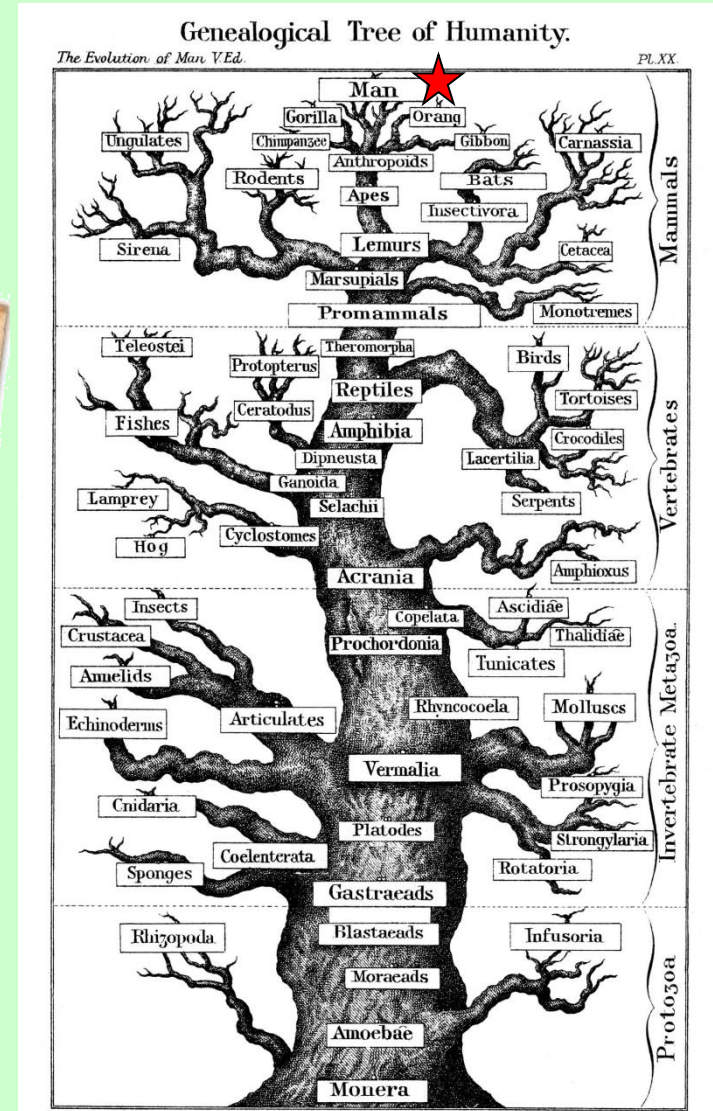 Genealogical Tree of Humanity.
The Evolution of Man V.Ed.
Pl.XX.
Man
Gorilla
Orang
Ungulates
Chimpanzee
Gibbon
Carnassia
Anthropoids
Rodents
Bats
Apes
Insectivora
Sirena
Lemurs
Cetacea
Marsupials
Promammals
Monotremes
Mammals
Teleostei
Theromorpha
Birds
Protopterus
Reptiles
Tortoises
Fishes
Ceratodus
Amphibia
Crocodiles
Dipneusta
Lacertilia
Ganoida
Lamprey
Selachii
Serpents
Hog
Cyclostomes
Acrania
Amphioxus
Vertebrates
Insects
Copelata
Ascidiae
Crustacea
Prochordonia
Thalidiae
Tunicates
Annelids
Echinoderms
Articulates
Rhyncocoela
Molluscs
Vermalia
Prosopygia
Cnidaria
Platodes
Strongylaria
Coelenterata
Sponges
Rotatoria
Gastraeads
Invertebrate Metazoa
Rhizopoda
Blastaeads
Infusoria
Moraeads
Amoebae
Monera
Protozoa